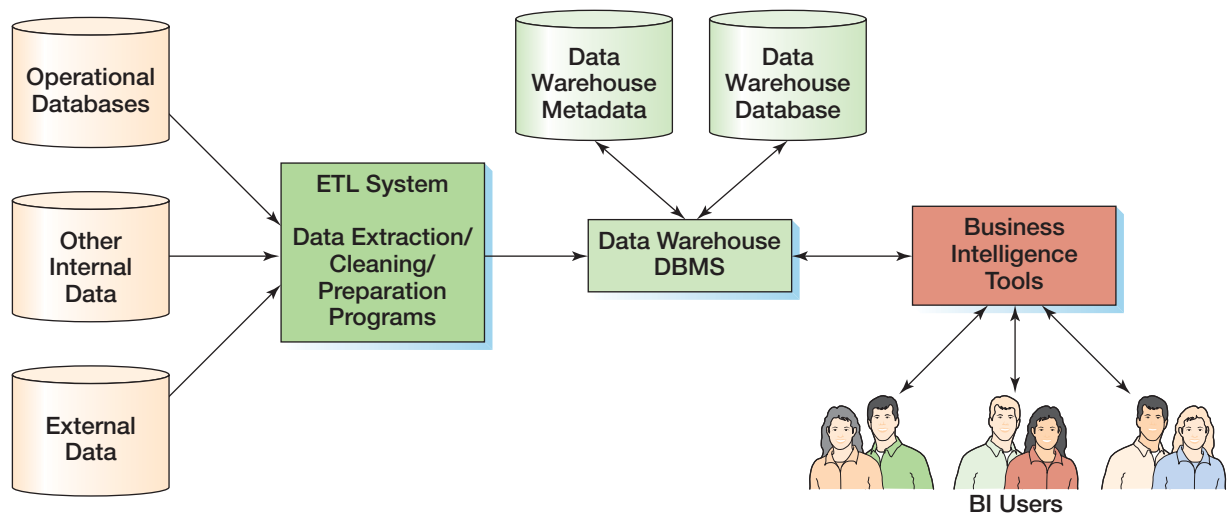 Operational
Databases
Other
Internal
Data
External
Data
ETL System
Data Extraction/
Cleaning/
Preparation
Programs
Data
Warehouse
Metadata
Data
Warehouse
Database
Data Warehouse
DBMS
Business
Intelligence
Tools
BI Users